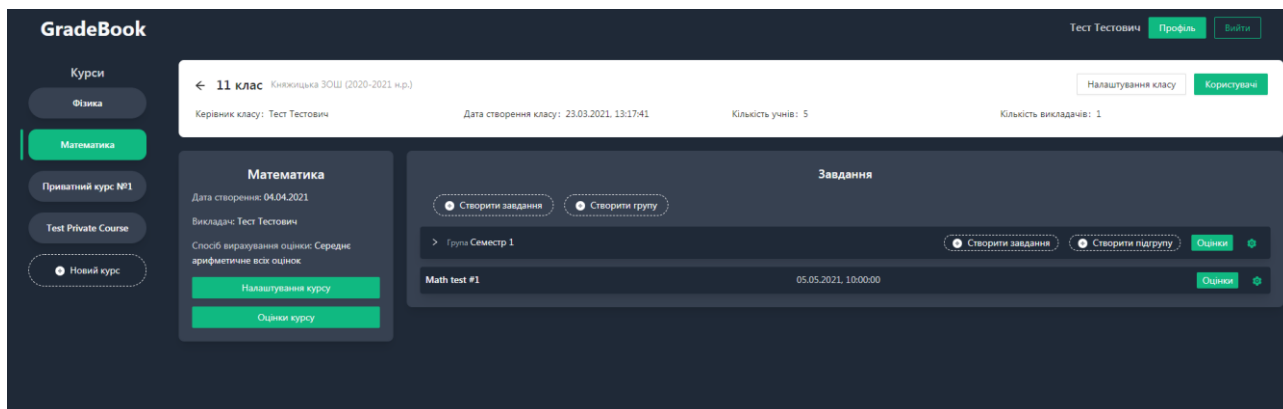 GradeBook
Тест Тестович
Профіль
Вийти
Курси
Фізика
Математика
Приватний курс №1
Test Private Course
Новий курс
11 клас Княжицька ЗОШ (2020-2021 н.р.)
Налаштування класу
Користувачі
Керівник класу: Тест Тестович
Дата створення класу: 23.03.2021, 13:17:41
Кількість учнів: 5
Кількість викладачів: 1
Математика
Дата створення: 04.04.2021
Викладач: Тест Тестович
Спосіб вирахування оцінки: Середнє
арифметичне всіх оцінок
Налаштування курсу
Оцінки курсу
Завдання
Створити завдання
Створити групу
Група Семестр 1
Створити завдання
Створити підгрупу
Оцінки
Math test #1
05.05.2021, 10:00:00
Оцінки